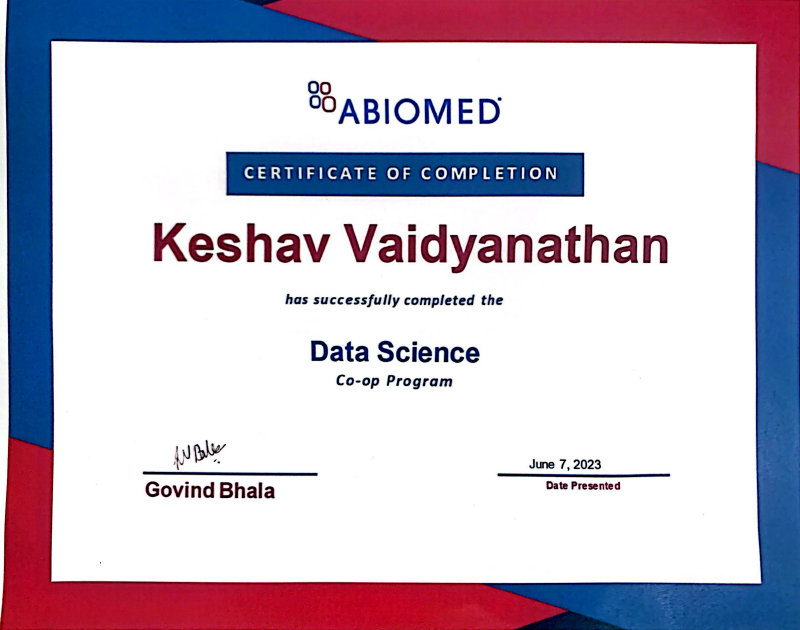 ABIOMED
CERTIFICATE OF COMPLETION
Keshav Vaidyanathan
has successfully completed the
Data Science
Co-op Program
June 7, 2023
Govind Bhala
Date Presented